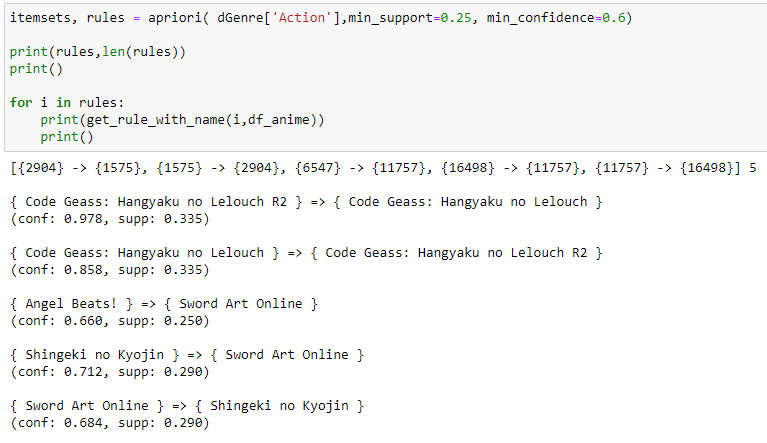 itemsets, rules = apriori( dGenre['Action'],min_support=0.25, min_confidence=0.6)
print(rules,len(rules))
print()
for i in rules:
    print(get_rule_with_name(i,df_anime))
    print()
[{2904} -> {1575}, {1575} -> {2904}, {6547} -> {11757}, {16498} -> {11757}, {11757} -> {16498}] 5
{ Code Geass: Hangyaku no Lelouch R2 } => { Code Geass: Hangyaku no Lelouch }
(conf: 0.978, supp: 0.335)
{ Code Geass: Hangyaku no Lelouch } => { Code Geass: Hangyaku no Lelouch R2 }
(conf: 0.858, supp: 0.335)
{ Angel Beats! } => { Sword Art Online }
(conf: 0.660, supp: 0.250)
{ Shingeki no Kyojin } => { Sword Art Online }
(conf: 0.712, supp: 0.290)
{ Sword Art Online } => { Shingeki no Kyojin }
(conf: 0.684, supp: 0.290)